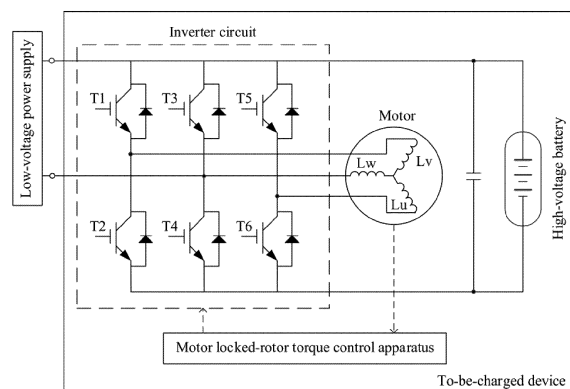 Inverter circuit
Low-voltage power supply
T1
T3
T5
Motor
Lw
Lv
Lu
T2
T4
T6
High-voltage battery
Motor locked-rotor torque control apparatus
To-be-charged device